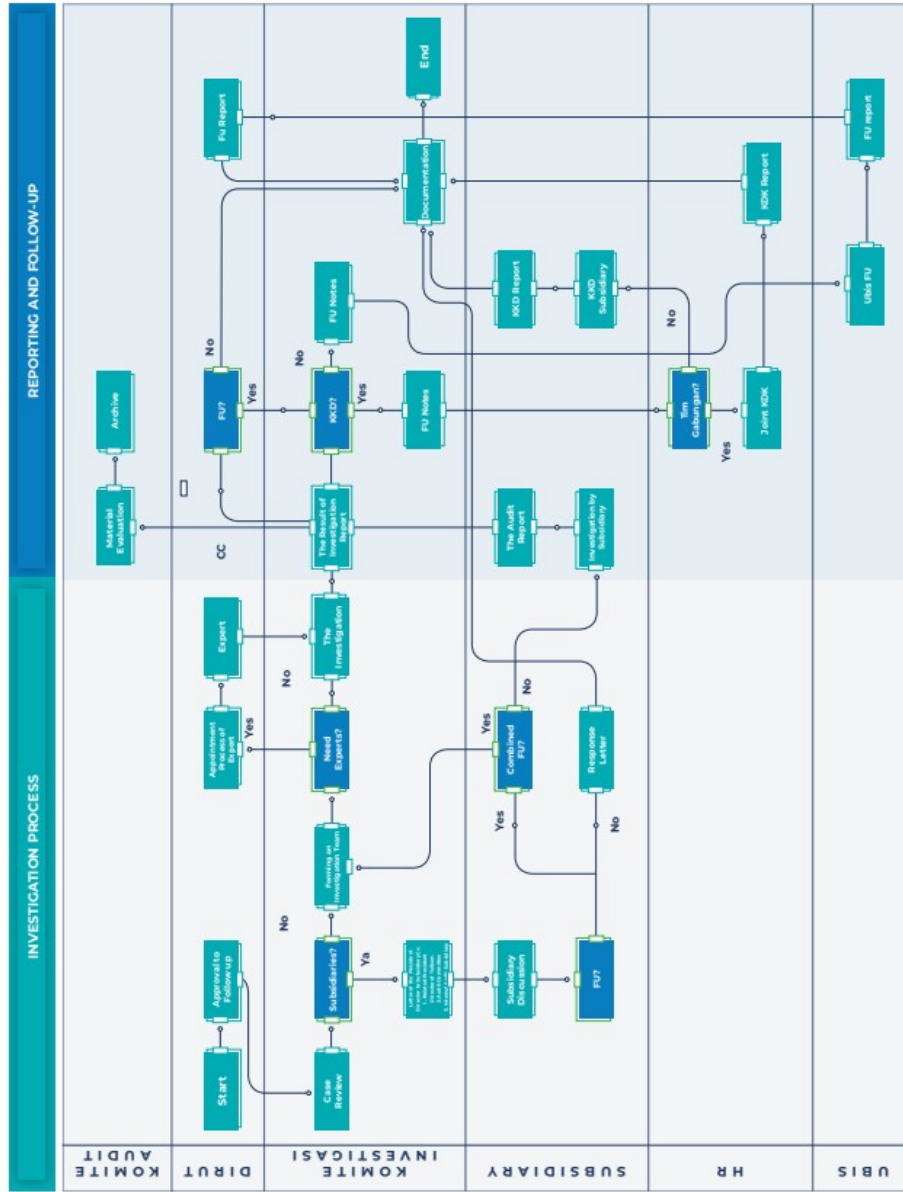 INVESTIGATION PROCESS
REPORTING AND FOLLOW-UP
KOMITE
AUDIT
Material
Evaluation
Archive
DIRUT
Start
Approval to
Follow up
Appointment
Process of
Expert
Yes
Expert
CC
FU?
No
Yes
Fu Report
KOMITE
INVESTIGASI
Case
Review
Subsidiaries?
No
Ya
Forming an
Investigation Team
Need
Experts?
No
The
Investigation
The Result of
Investigation
Report
KKD?
No
Yes
FU Notes
FU Notes
Documentation
End
SUBSIDIARY
Subsidiary
Discussion
FU?
Yes
No
Combined
FU?
Yes
No
Response
Letter
The Audit
Report
Investigation by
Subsidiary
KKD Report
KKD
Subsidiary
HR
Tim
Gabungan?
No
Yes
Joint KDK
KDK Report
UBIS
Ubis FU
FU report